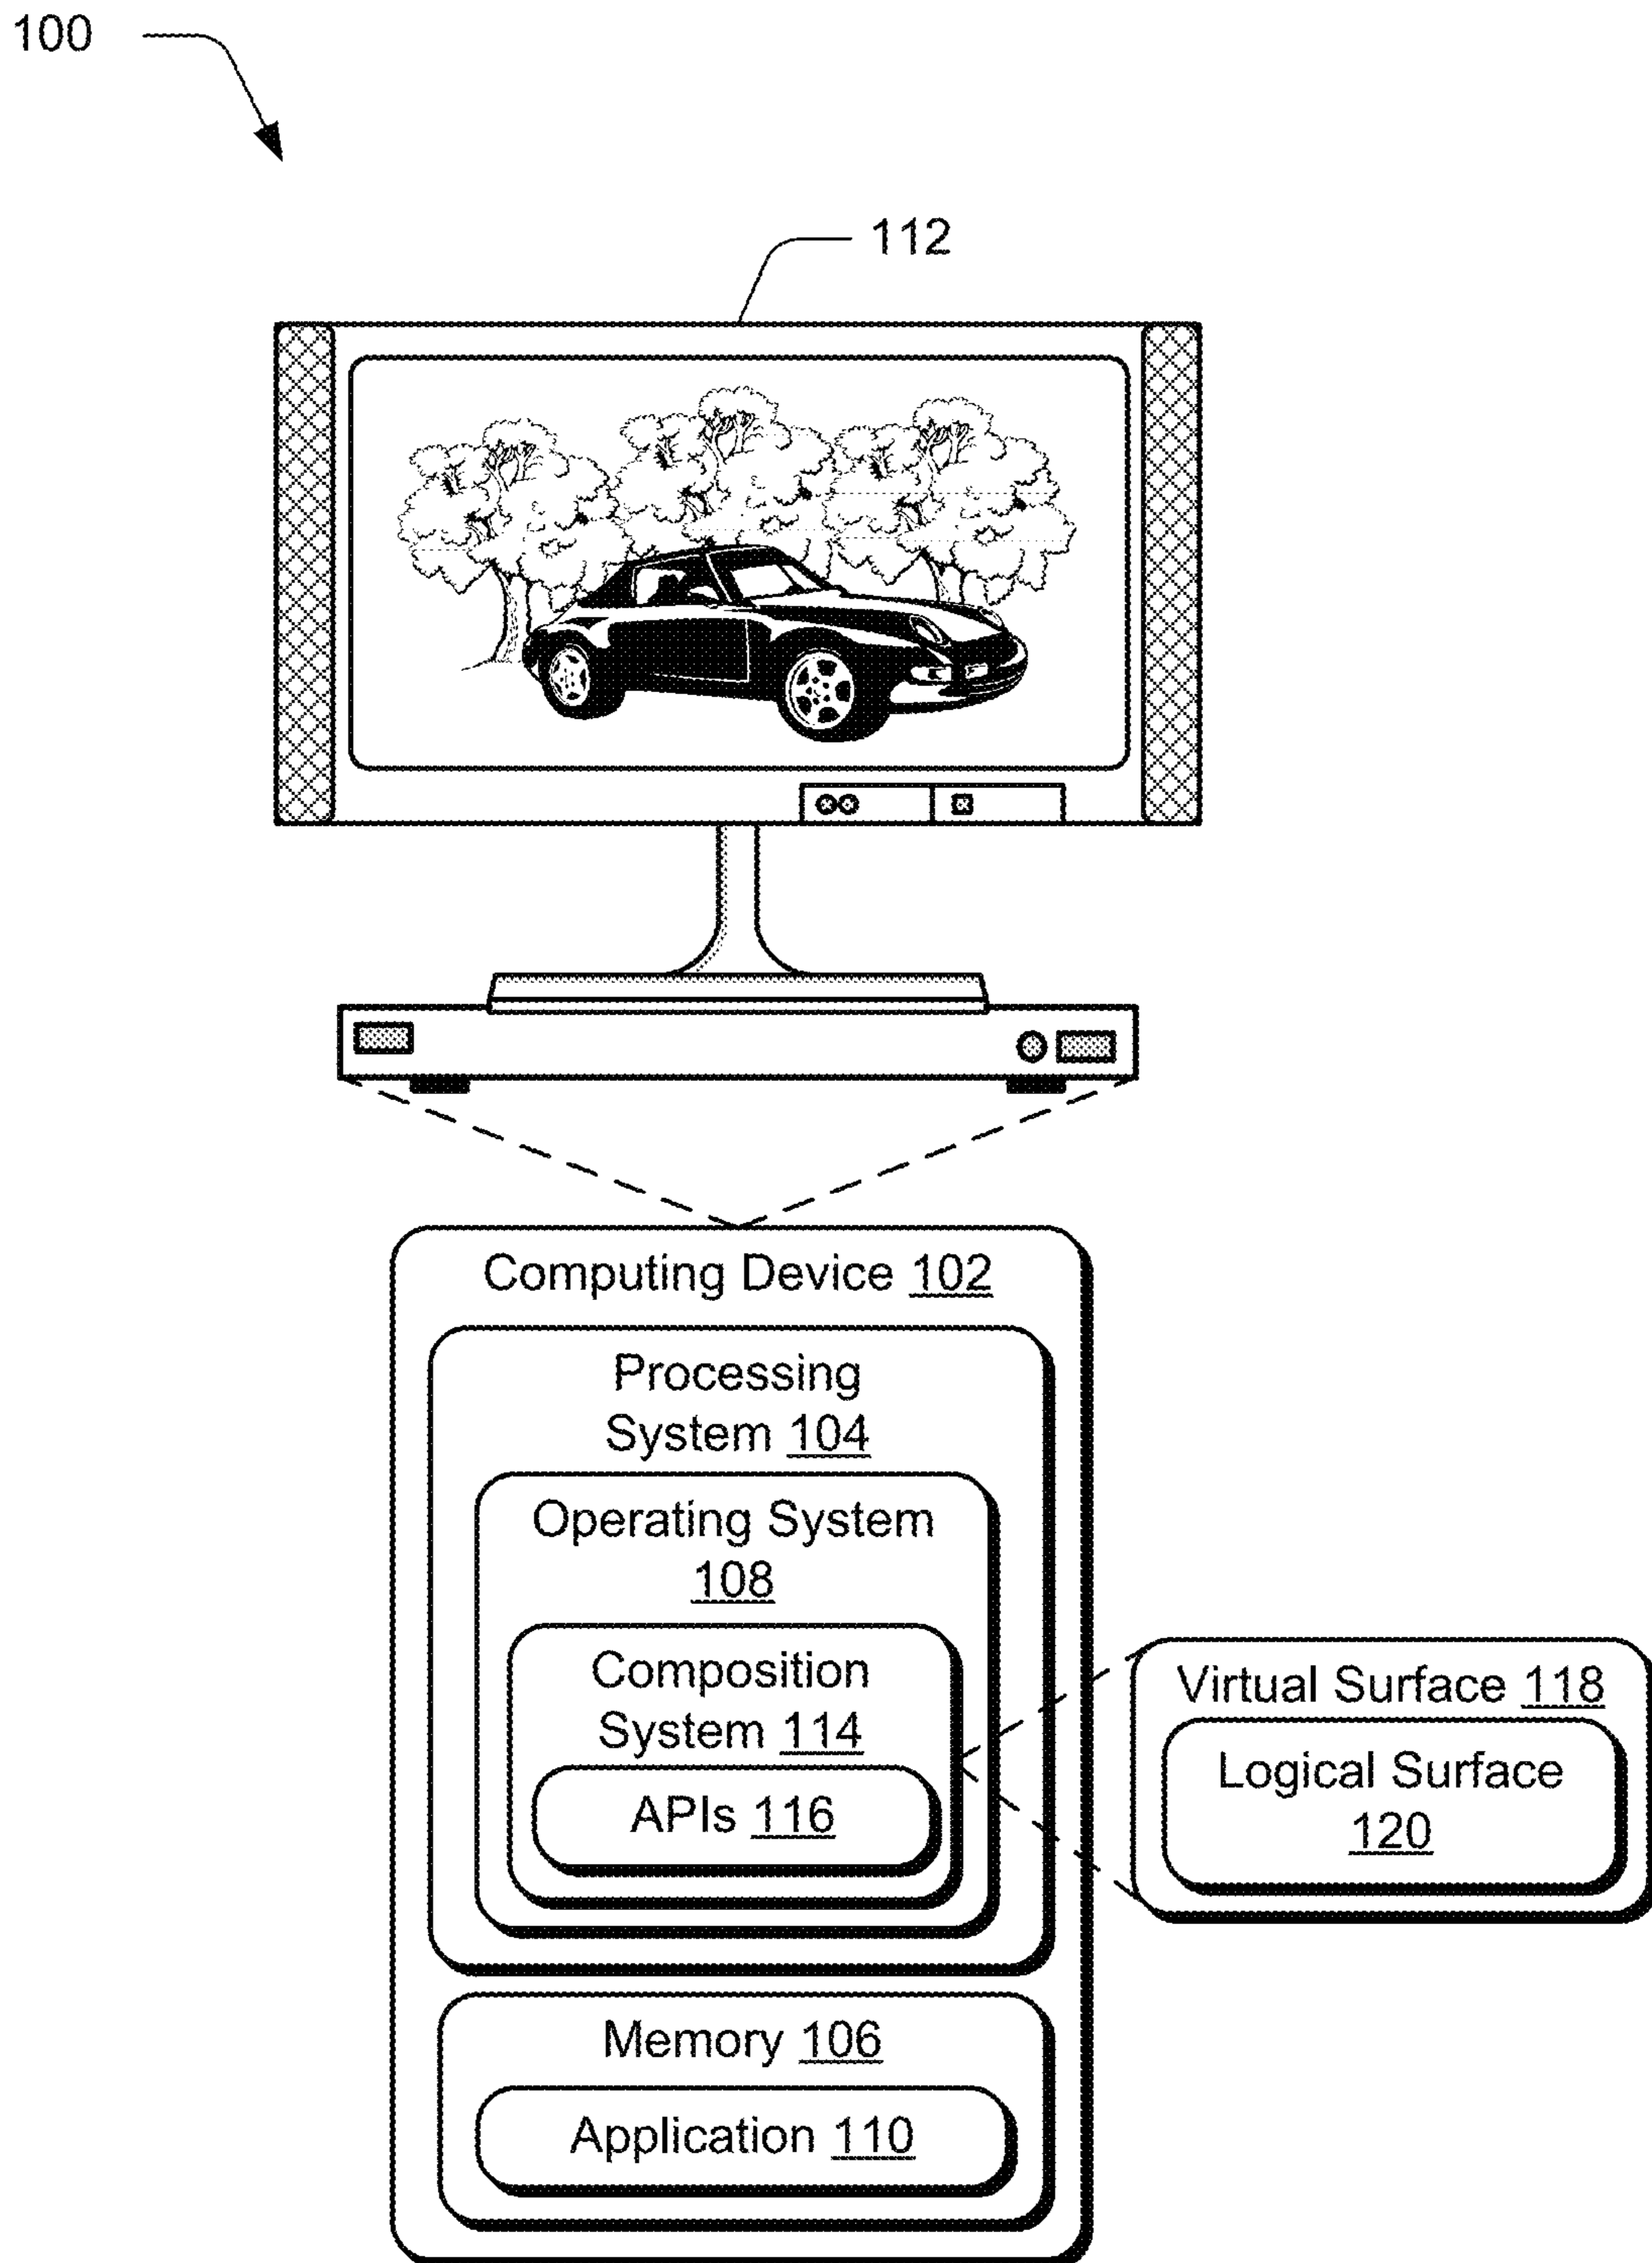 100
112
Computing Device 102
Processing
System 104
Operating System
108
Composition
System 114
APIs 116
Virtual Surface 118
Logical Surface
120
Memory 106
Application 110